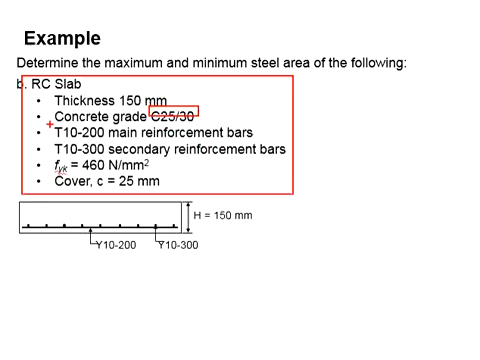 Example
Determine the maximum and minimum steel area of the following:
b. RC Slab
• Thickness 150 mm
• Concrete grade C25/30
• T10-200 main reinforcement bars
• T10-300 secondary reinforcement bars
• fyk = 460 N/mm²
• Cover, c = 25 mm
H = 150 mm
Y10-200 Y10-300